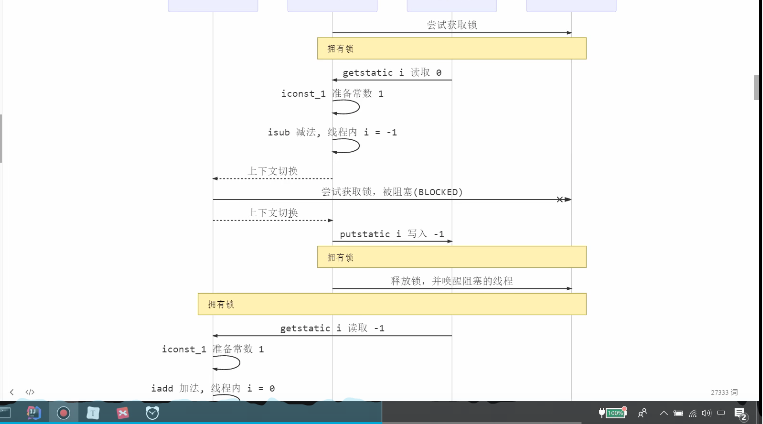 尝试获取锁
拥有锁
getstatic i 读取 0
iconst_1 准备常数 1
isub 减法, 线程内 i = -1
上下文切换
尝试获取锁, 被阻塞(BLOCKED)
上下文切换
putstatic i 写入 -1
拥有锁
释放锁, 并唤醒阻塞的线程
拥有锁
getstatic i 读取 -1
iconst_1 准备常数 1
iadd 加法, 线程内 i = 0
27333 词
100%
2